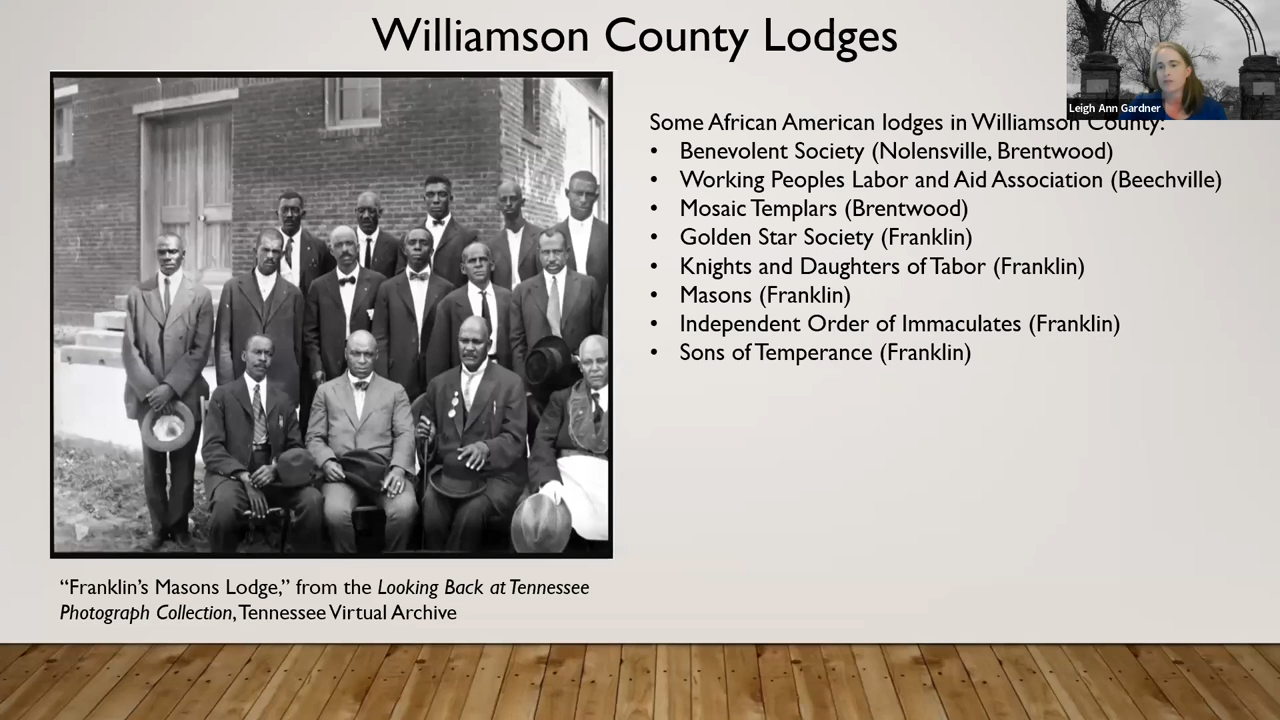 Williamson County Lodges
Leigh Ann Gardner
Some African American lodges in Williamson County:
• Benevolent Society (Nolensville, Brentwood)
• Working Peoples Labor and Aid Association (Beechville)
• Mosaic Templars (Brentwood)
• Golden Star Society (Franklin)
• Knights and Daughters of Tabor (Franklin)
• Masons (Franklin)
• Independent Order of Immaculates (Franklin)
• Sons of Temperance (Franklin)
“Franklin’s Masons Lodge,” from the Looking Back at Tennessee
Photograph Collection, Tennessee Virtual Archive